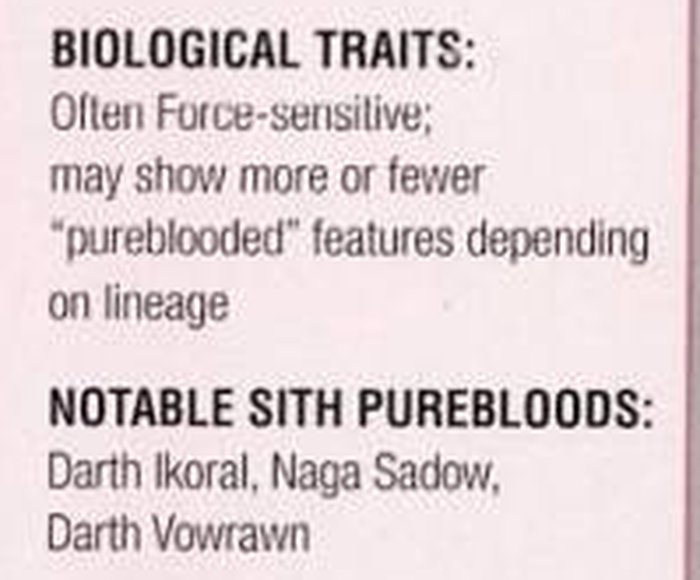 BIOLOGICAL TRAITS:
Often Force-sensitive;
may show more or fewer
“pureblooded” features depending
on lineage
NOTABLE SITH PUREBLOODS:
Darth Ikoral, Naga Sadow,
Darth Vowrawn